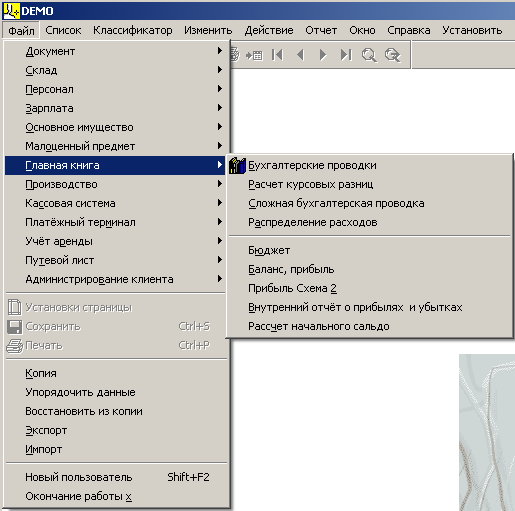 DEMO
Файл Список Классификатор Изменить Действие Отчет Окно Справка Установить
Документ
Склад
Персонал
Зарплата
Основное имущество
Малоценный предмет
Главная книга
Производство
Кассовая система
Платёжный терминал
Учёт аренды
Путевой лист
Администрирование клиента
Установки страницы
Сохранить Ctrl+S
Печать Ctrl+P
Копия
Упорядочить данные
Восстановить из копии
Экспорт
Импорт
Новый пользователь Shift+F2
Окончание работы x
Бухгалтерские проводки
Расчет курсовых разниц
Сложная бухгалтерская проводка
Распределение расходов
Бюджет
Баланс, прибыль
Прибыль Схема 2
Внутренний отчёт о прибылях и убытках
Рассчет начального сальдо